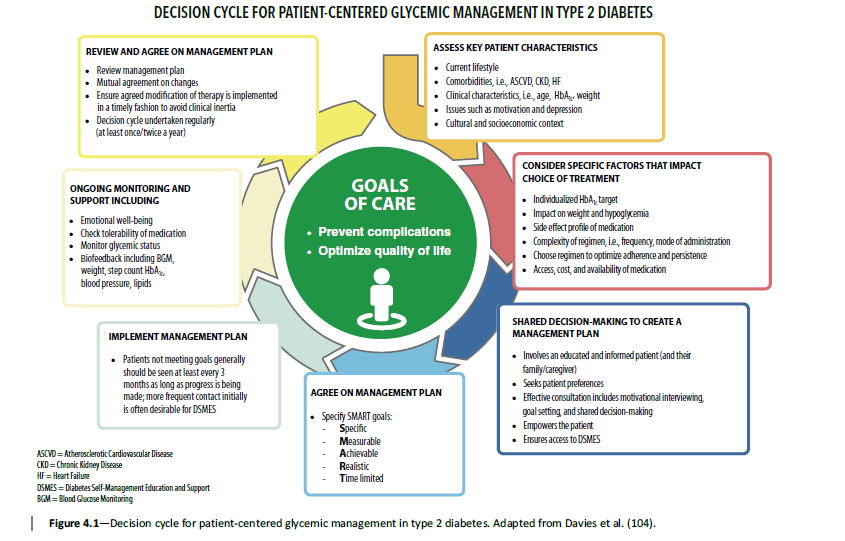 DECISION CYCLE FOR PATIENT-CENTERED GLYCEMIC MANAGEMENT IN TYPE 2 DIABETES
REVIEW AND AGREE ON MANAGEMENT PLAN
• Review management plan
• Mutual agreement on changes
• Ensure agreed modification of therapy is implemented
in a timely fashion to avoid clinical inertia
• Decision cycle undertaken regularly
(at least once/twice a year)
ASSESS KEY PATIENT CHARACTERISTICS
• Current lifestyle
• Comorbidities, i.e., ASCVD, CKD, HF
• Clinical characteristics, i.e., age, HbA1c, weight
• Issues such as motivation and depression
• Cultural and socioeconomic context
CONSIDER SPECIFIC FACTORS THAT IMPACT
CHOICE OF TREATMENT
• Individualized HbA1c target
• Impact on weight and hypoglycemia
• Side effect profile of medication
• Complexity of regimen, i.e., frequency, mode of administration
• Choose regimen to optimize adherence and persistence
• Access, cost, and availability of medication
SHARED DECISION-MAKING TO CREATE A
MANAGEMENT PLAN
• Involves an educated and informed patient (and their
family/caregiver)
• Seeks patient preferences
• Effective consultation includes motivational interviewing,
goal setting, and shared decision-making
• Empowers the patient
• Ensures access to DSMES
AGREE ON MANAGEMENT PLAN
• Specify SMART goals:
- Specific
- Measurable
- Achievable
- Realistic
- Time limited
IMPLEMENT MANAGEMENT PLAN
• Patients not meeting goals generally
should be seen at least every 3
months as long as progress is being
made; more frequent contact initially
is often desirable for DSMES
ONGOING MONITORING AND
SUPPORT INCLUDING
• Emotional well-being
• Check tolerability of medication
• Monitor glycemic status
• Biofeedback including BGM,
weight, step count HbA1c,
blood pressure, lipids
GOALS
OF CARE
• Prevent complications
• Optimize quality of life
ASCVD = Atherosclerotic Cardiovascular Disease
CKD = Chronic Kidney Disease
HF = Heart Failure
DSMES = Diabetes Self-Management Education and Support
BGM = Blood Glucose Monitoring
Figure 4.1—Decision cycle for patient-centered glycemic management in type 2 diabetes. Adapted from Davies et al. (104).